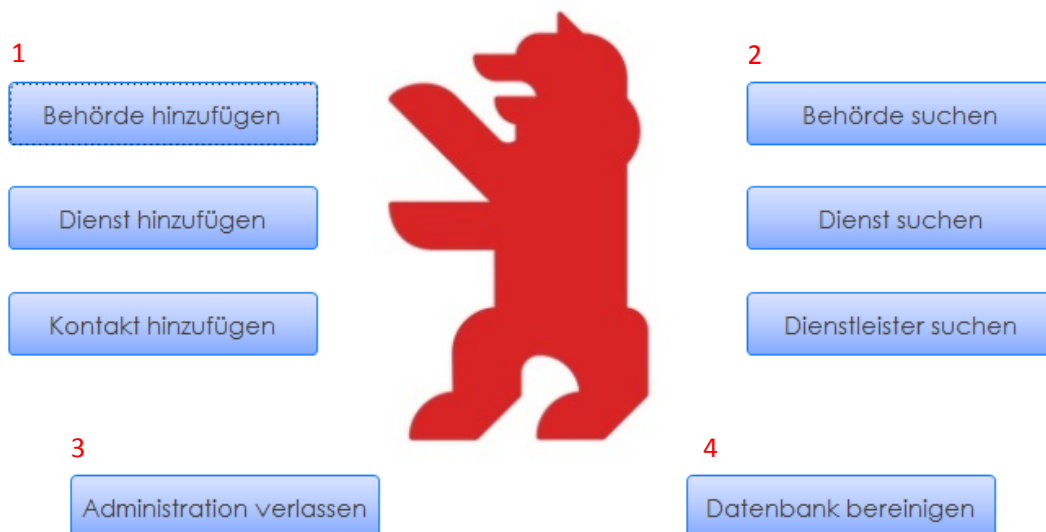 1
2
Behörde hinzufügen
Behörde suchen
Dienst hinzufügen
Dienst suchen
Kontakt hinzufügen
Dienstleister suchen
3
4
Administration verlassen
Datenbank bereinigen